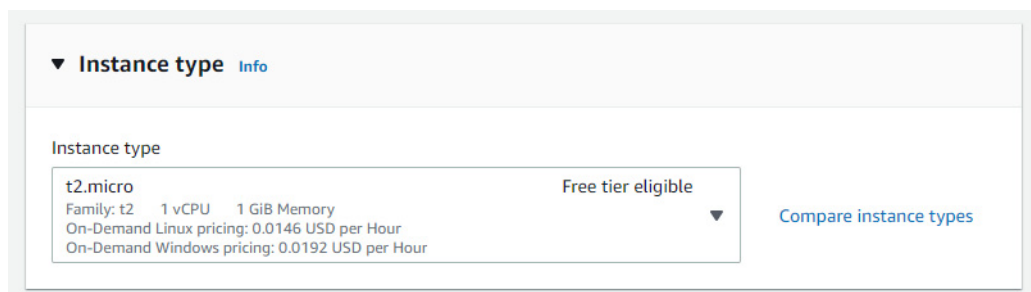 Instance type Info
Instance type
t2.micro Free tier eligible
Family: t2 1 vCPU 1 GiB Memory
On-Demand Linux pricing: 0.0146 USD per Hour
On-Demand Windows pricing: 0.0192 USD per Hour
Compare instance types